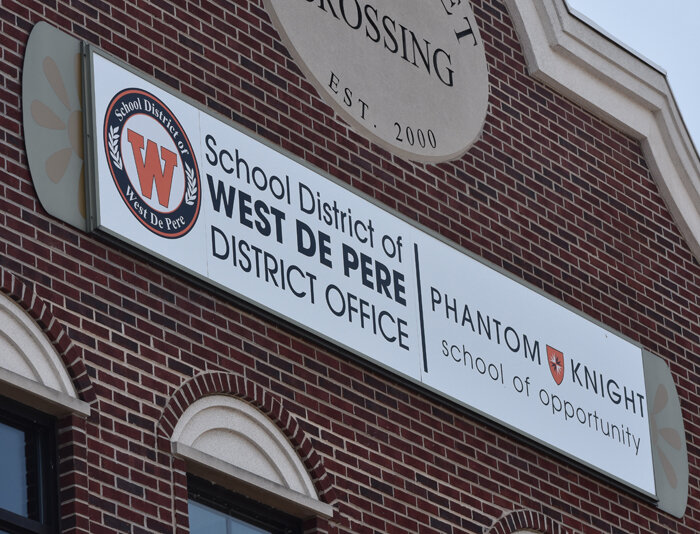 CROSSING
EST. 2000
School District of
West De Pere
W
School District of
WEST DE PERE
DISTRICT OFFICE
PHANTOM KNIGHT
school of opportunity